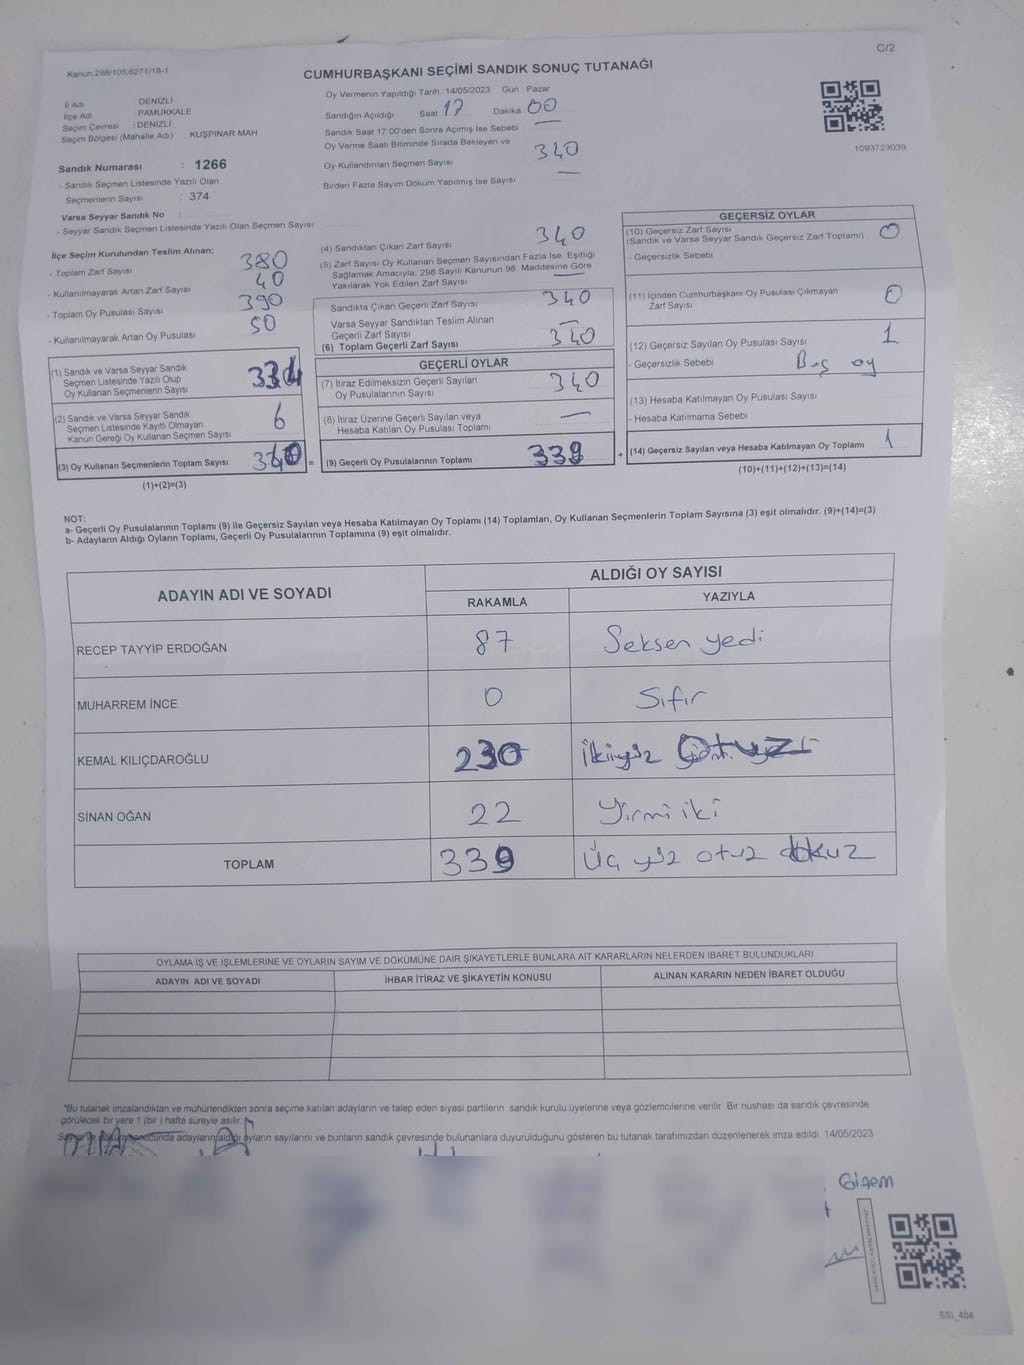 C/2
Kanun:298/105;6271/18-1
CUMHURBAŞKANI SEÇİMİ SANDIK SONUÇ TUTANAĞI
İl Adı DENİZLİ
İlçe Adı PAMUKKALE
Seçim Çevresi : DENİZLİ
Seçim Bölgesi (Mahalle Adı) : KUŞPINAR MAH
Sandık Numarası : 1266
- Sandık Seçmen Listesinde Yazılı Olan
Seçmenlerin Sayısı : 374
Varsa Seyyar Sandık No :
- Seyyar Sandık Seçmen Listesinde Yazılı Olan Seçmen Sayısı:
Oy Vermenin Yapıldığı Tarih :14/05/2023 Gün :Pazar
Sandığın Açıldığı Saat 17 Dakika 00
Sandık Saat 17:00'den Sonra Açılmış İse Sebebi —
Oy Verme Saati Bitiminde Sırada Bekleyen ve
Oy Kullandırılan Seçmen Sayısı 340
Birden Fazla Sayım Döküm Yapılmış İse Sayısı —
1093723039
İlçe Seçim Kurulundan Teslim Alınan;
- Toplam Zarf Sayısı 380
- Kullanılmayarak Artan Zarf Sayısı 40
- Toplam Oy Pusulası Sayısı 390
- Kullanılmayarak Artan Oy Pusulası 50
(1) Sandık ve Varsa Seyyar Sandık
Seçmen Listesinde Yazılı Olup
Oy Kullanan Seçmenlerin Sayısı 334
(2) Sandık ve Varsa Seyyar Sandık
Seçmen Listesinde Kayıtlı Olmayan
Kanun Gereği Oy Kullanan Seçmen Sayısı 6
(3) Oy Kullanan Seçmenlerin Toplam Sayısı 340 =
(1)+(2)=(3)
(4) Sandıktan Çıkan Zarf Sayısı 340
(5) Zarf Sayısı Oy Kullanan Seçmen Sayısından Fazla İse, Eşitliği
Sağlamak Amacıyla; 298 Sayılı Kanunun 98. Maddesine Göre
Yakılarak Yok Edilen Zarf Sayısı —
Sandıkta Çıkan Geçerli Zarf Sayısı 340
Varsa Seyyar Sandıktan Teslim Alınan
Geçerli Zarf Sayısı —
(6) Toplam Geçerli Zarf Sayısı 340
GEÇERLİ OYLAR
(7) İtiraz Edilmeksizin Geçerli Sayılan
Oy Pusulalarının Sayısı 340
(8) İtiraz Üzerine Geçerli Sayılan veya
Hesaba Katılan Oy Pusulası Toplamı —
(9) Geçerli Oy Pusulalarının Toplamı 339 +
GEÇERSİZ OYLAR
(10) Geçersiz Zarf Sayısı 0
(Sandık ve Varsa Seyyar Sandık Geçersiz Zarf Toplamı)
- Geçersizlik Sebebi
(11) İçinden Cumhurbaşkanı Oy Pusulası Çıkmayan
Zarf Sayısı 0
(12) Geçersiz Sayılan Oy Pusulası Sayısı 1
- Geçersizlik Sebebi Boş oy
(13) Hesaba Katılmayan Oy Pusulası Sayısı
- Hesaba Katılmama Sebebi
(14) Geçersiz Sayılan veya Hesaba Katılmayan Oy Toplamı 1
(10)+(11)+(12)+(13)=(14)
NOT:
a- Geçerli Oy Pusulalarının Toplamı (9) ile Geçersiz Sayılan veya Hesaba Katılmayan Oy Toplamı (14) Toplamları, Oy Kullanan Seçmenlerin Toplam Sayısına (3) eşit olmalıdır. (9)+(14)=(3)
b- Adayların Aldığı Oyların Toplamı, Geçerli Oy Pusulalarının Toplamına (9) eşit olmalıdır.
ADAYIN ADI VE SOYADI ALDIĞI OY SAYISI
RAKAMLA YAZIYLA
RECEP TAYYİP ERDOĞAN 87 Seksen yedi
MUHARREM İNCE 0 Sıfır
KEMAL KILIÇDAROĞLU 230 ikiyüz Otuz
SİNAN OĞAN 22 Yirmi iki
TOPLAM 339 Üç yüz otuz dokuz
OYLAMA İŞ VE İŞLEMLERİNE VE OYLARIN SAYIM VE DÖKÜMÜNE DAİR ŞİKAYETLERLE BUNLARA AİT KARARLARIN NELERDEN İBARET BULUNDUKLARI
ADAYIN ADI VE SOYADI İHBAR İTİRAZ VE ŞİKAYETİN KONUSU ALINAN KARARIN NEDEN İBARET OLDUĞU
"Bu tutanak imzalandıktan ve mühürlendikten sonra seçime katılan adayların ve talep eden siyasi partilerin sandık kurulu üyelerine veya gözlemcilerine verilir. Bir nüshası da sandık çevresinde
görülecek bir yere 1 (bir) hafta süreyle asılır.
Sayım ve döküm sonucunda adayların aldığı oyların sayılarını ve bunların sandık çevresinde bulunanlara duyurulduğunu gösteren bu tutanak tarafımızdan düzenlenerek imza edildi. 14/05/2023
Gizem
SSI_404